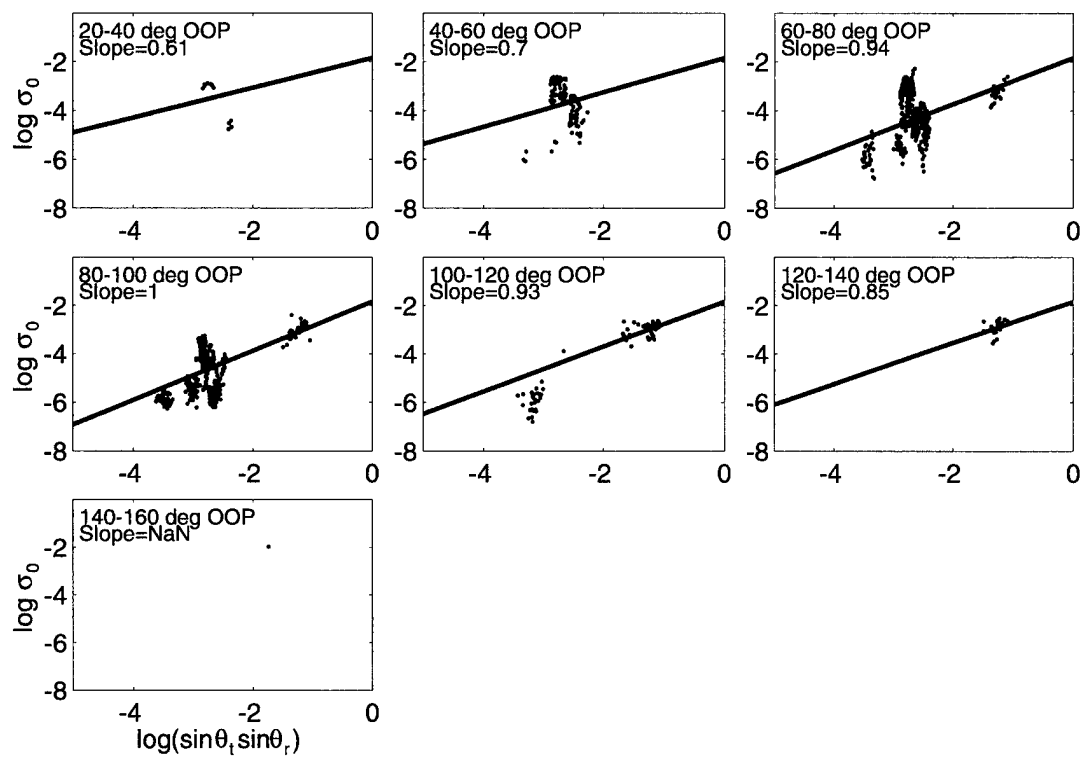 20-40 deg OOP
Slope=0.61
log σ0
-2
-4
-6
-8
-4 -2 0
40-60 deg OOP
Slope=0.7
-2
-4
-6
-8
-4 -2 0
60-80 deg OOP
Slope=0.94
-2
-4
-6
-8
-4 -2 0
80-100 deg OOP
Slope=1
log σ0
-2
-4
-6
-8
-4 -2 0
100-120 deg OOP
Slope=0.93
-2
-4
-6
-8
-4 -2 0
120-140 deg OOP
Slope=0.85
-2
-4
-6
-8
-4 -2 0
140-160 deg OOP
Slope=NaN
log σ0
-2
-4
-6
-8
-4 -2 0
log(sinθt sinθr)